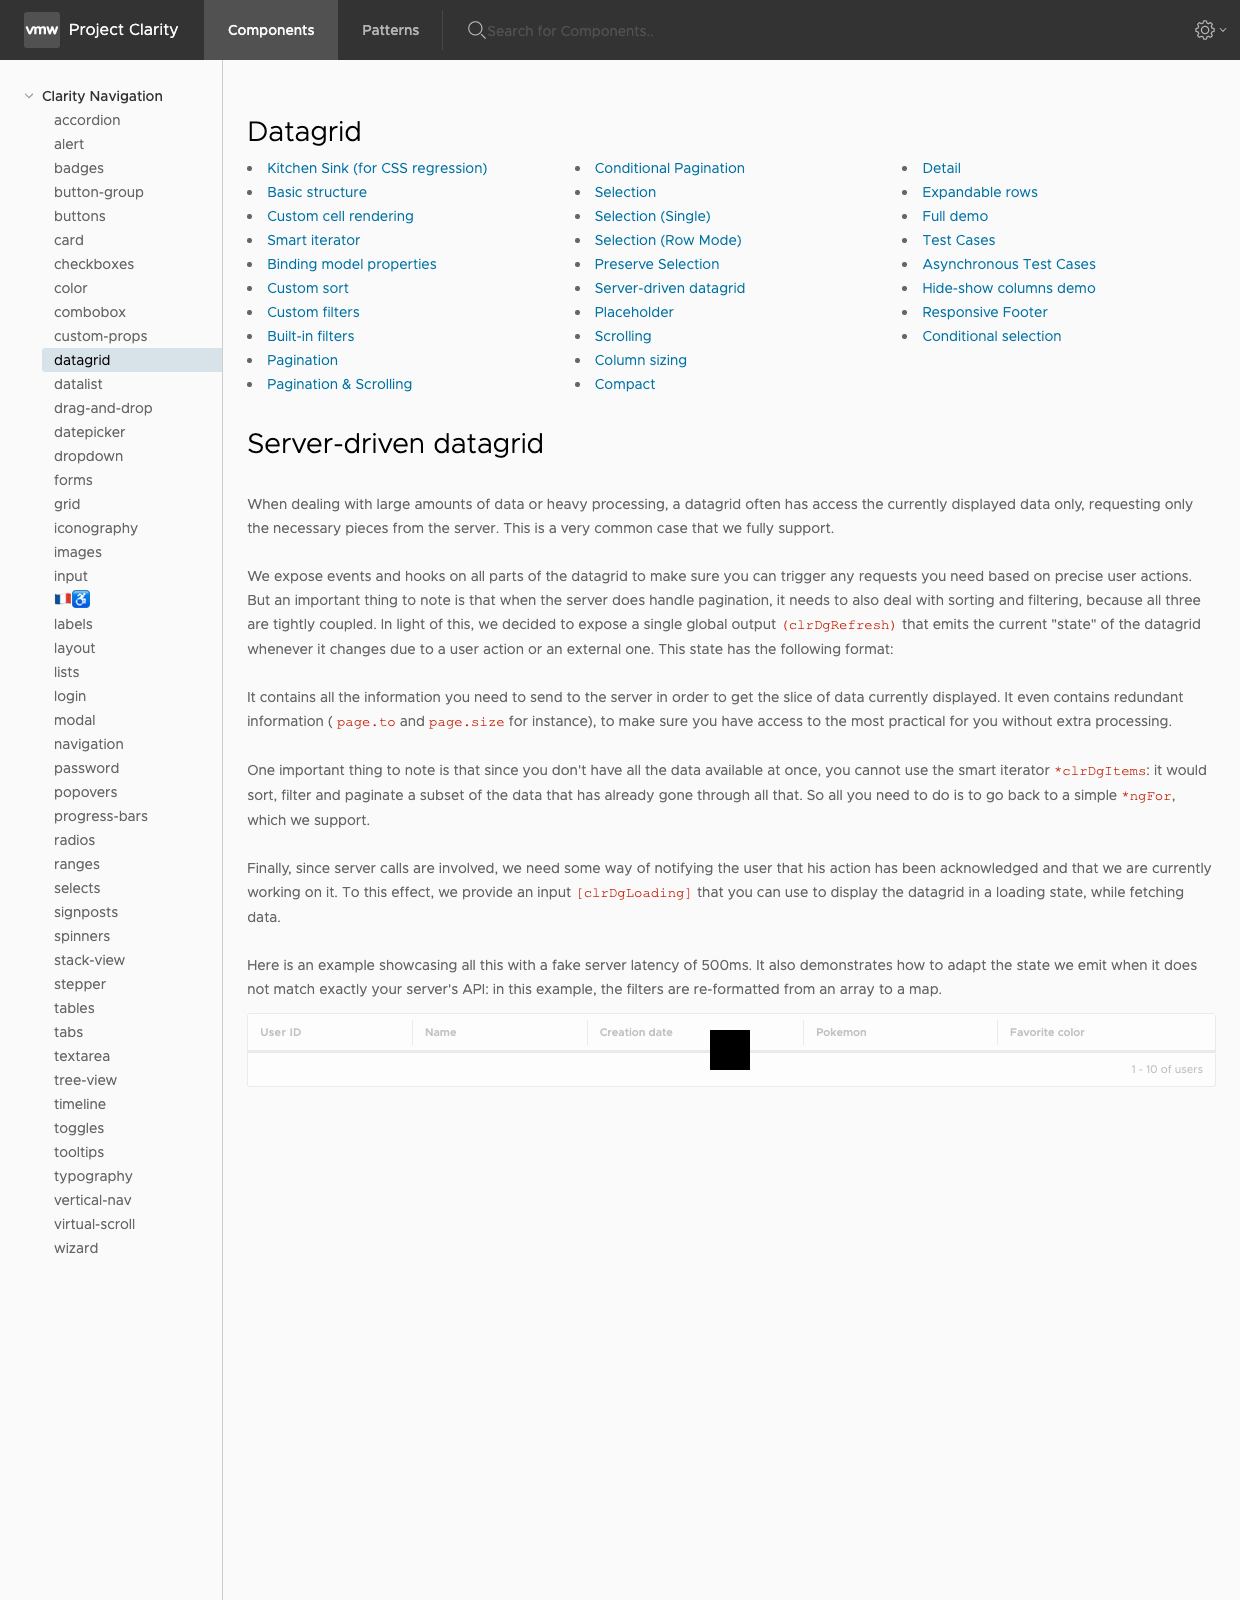 vmw Project Clarity Components Patterns Search for Components..
Clarity Navigation
accordion
alert
badges
button-group
buttons
card
checkboxes
color
combobox
custom-props
datagrid
datalist
drag-and-drop
datepicker
dropdown
forms
grid
iconography
images
input
🇫🇷♿
labels
layout
lists
login
modal
navigation
password
popovers
progress-bars
radios
ranges
selects
signposts
spinners
stack-view
stepper
tables
tabs
textarea
tree-view
timeline
toggles
tooltips
typography
vertical-nav
virtual-scroll
wizard
Datagrid
Kitchen Sink (for CSS regression)
Basic structure
Custom cell rendering
Smart iterator
Binding model properties
Custom sort
Custom filters
Built-in filters
Pagination
Pagination & Scrolling
Conditional Pagination
Selection
Selection (Single)
Selection (Row Mode)
Preserve Selection
Server-driven datagrid
Placeholder
Scrolling
Column sizing
Compact
Detail
Expandable rows
Full demo
Test Cases
Asynchronous Test Cases
Hide-show columns demo
Responsive Footer
Conditional selection
Server-driven datagrid
When dealing with large amounts of data or heavy processing, a datagrid often has access the currently displayed data only, requesting only
the necessary pieces from the server. This is a very common case that we fully support.
We expose events and hooks on all parts of the datagrid to make sure you can trigger any requests you need based on precise user actions.
But an important thing to note is that when the server does handle pagination, it needs to also deal with sorting and filtering, because all three
are tightly coupled. In light of this, we decided to expose a single global output (clrDgRefresh) that emits the current "state" of the datagrid
whenever it changes due to a user action or an external one. This state has the following format:
It contains all the information you need to send to the server in order to get the slice of data currently displayed. It even contains redundant
information ( page.to and page.size for instance), to make sure you have access to the most practical for you without extra processing.
One important thing to note is that since you don't have all the data available at once, you cannot use the smart iterator *clrDgItems: it would
sort, filter and paginate a subset of the data that has already gone through all that. So all you need to do is to go back to a simple *ngFor,
which we support.
Finally, since server calls are involved, we need some way of notifying the user that his action has been acknowledged and that we are currently
working on it. To this effect, we provide an input [clrDgLoading] that you can use to display the datagrid in a loading state, while fetching
data.
Here is an example showcasing all this with a fake server latency of 500ms. It also demonstrates how to adapt the state we emit when it does
not match exactly your server's API: in this example, the filters are re-formatted from an array to a map.
User ID Name Creation date Pokemon Favorite color
1 - 10 of users